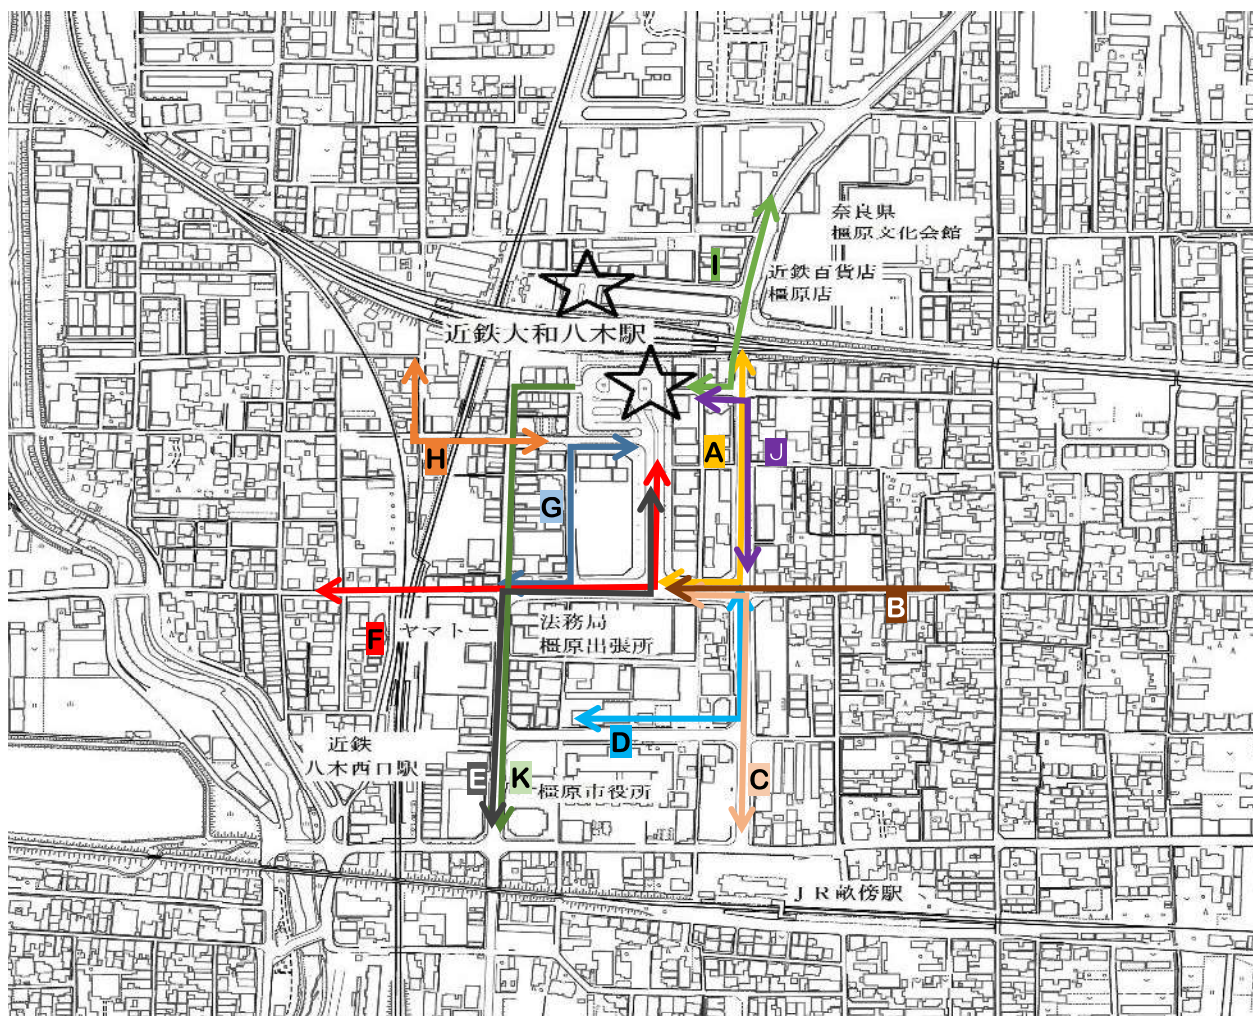 奈良県
橿原文化会館
I
近鉄百貨店
橿原店
近鉄大和八木駅
H
A
J
G
B
F
ヤマトー
法務局
橿原出張所
D
近鉄
八木西口駅
E
K
橿原市役所
C
JR畝傍駅